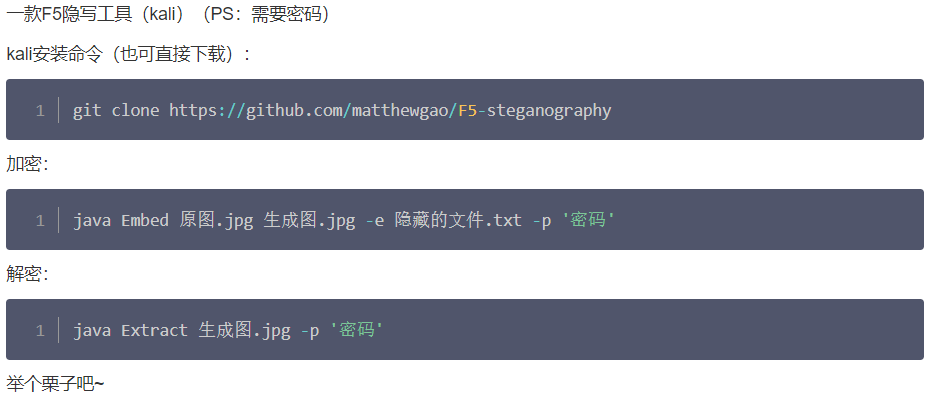 一款F5隐写工具（kali）（PS：需要密码）
kali安装命令（也可直接下载）：
1 git clone https://github.com/matthewgao/F5-steganography
加密：
1 java Embed 原图.jpg 生成图.jpg -e 隐藏的文件.txt -p '密码'
解密：
1 java Extract 生成图.jpg -p '密码'
举个栗子吧~